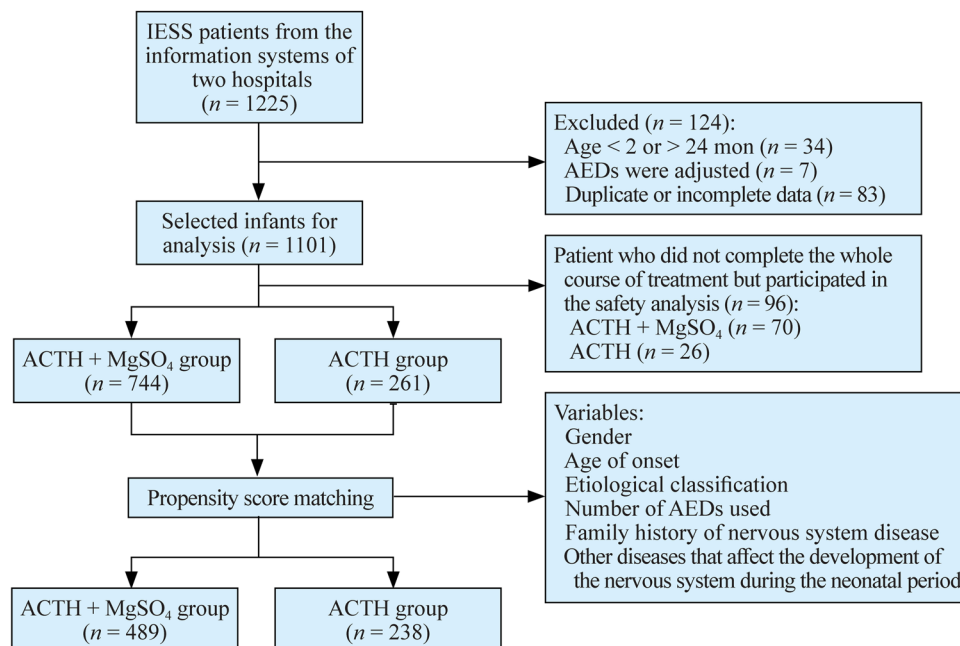 IESS patients from the
information systems of
two hospitals
(n = 1225)
Excluded (n = 124):
Age < 2 or > 24 mon (n = 34)
AEDs were adjusted (n = 7)
Duplicate or incomplete data (n = 83)
Selected infants for
analysis (n = 1101)
Patient who did not complete the whole
course of treatment but participated in
the safety analysis (n = 96):
ACTH + MgSO₄ (n = 70)
ACTH (n = 26)
ACTH + MgSO₄ group
(n = 744)
ACTH group
(n = 261)
Variables:
Gender
Age of onset
Etiological classification
Number of AEDs used
Family history of nervous system disease
Other diseases that affect the development of
the nervous system during the neonatal period
Propensity score matching
ACTH + MgSO₄ group
(n = 489)
ACTH group
(n = 238)